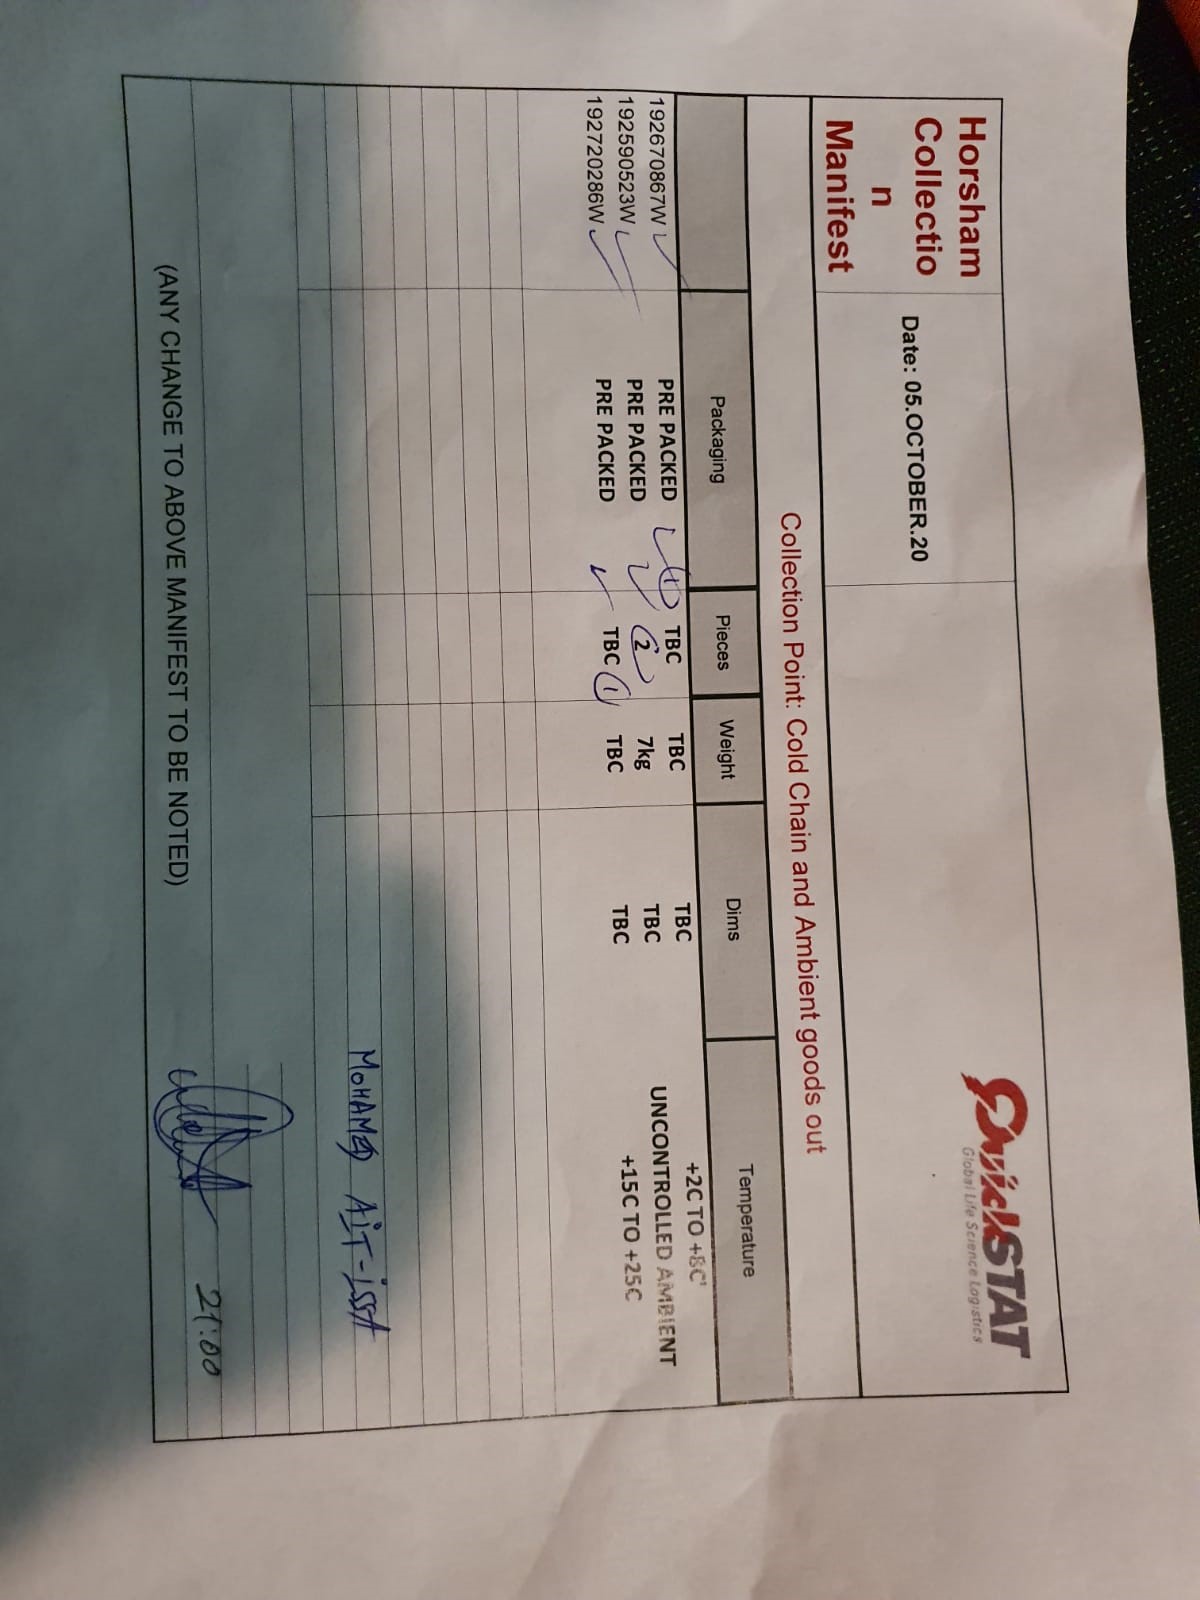 Horsham
Collectio
n
Manifest
Date: 05.OCTOBER.20
QuickSTAT
Global Life Science Logistics
Collection Point: Cold Chain and Ambient goods out
Packaging Pieces Weight Dims Temperature
192670867W PRE PACKED 1 TBC TBC TBC +2C TO +8C'
192590523W PRE PACKED 2 7kg TBC UNCONTROLLED AMBIENT
192720286W PRE PACKED TBC 1 TBC TBC +15C TO +25C
MOHAMED AIT-ISSA
21:00
(ANY CHANGE TO ABOVE MANIFEST TO BE NOTED)